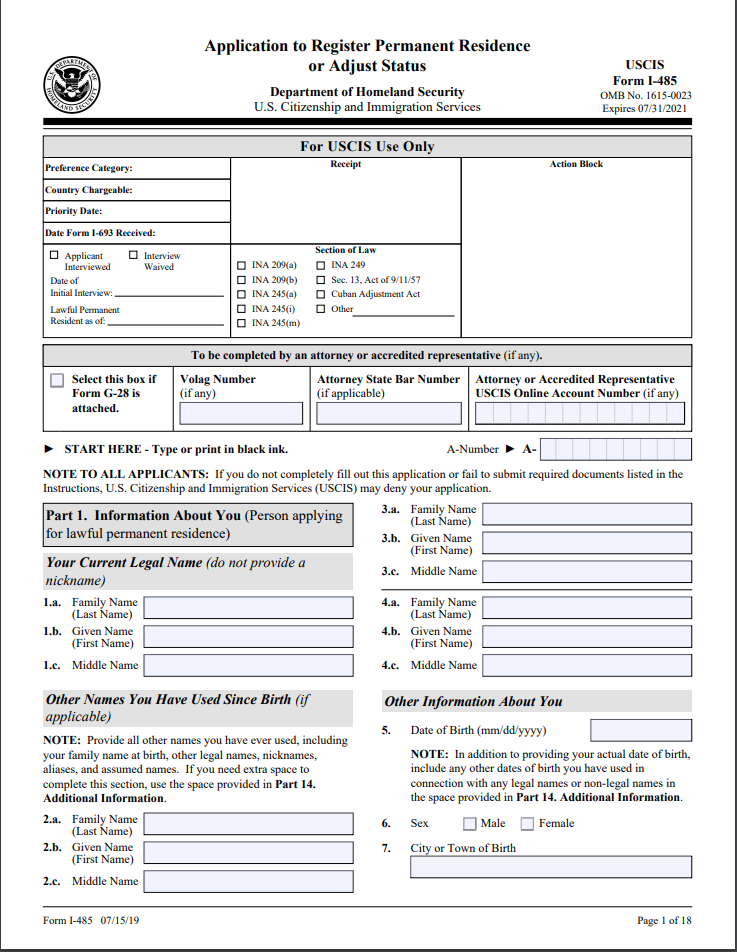 Application to Register Permanent Residence
or Adjust Status
Department of Homeland Security
U.S. Citizenship and Immigration Services
USCIS
Form I-485
OMB No. 1615-0023
Expires 07/31/2021
U.S. DEPARTMENT OF HOMELAND SECURITY
For USCIS Use Only
Preference Category:
Country Chargeable:
Priority Date:
Date Form I-693 Received:
Applicant
Interviewed
Interview
Waived
Date of
Initial Interview:
Lawful Permanent
Resident as of:
Receipt
Section of Law
INA 209(a)
INA 209(b)
INA 245(a)
INA 245(i)
INA 245(m)
INA 249
Sec. 13, Act of 9/11/57
Cuban Adjustment Act
Other
Action Block
To be completed by an attorney or accredited representative (if any).
Select this box if
Form G-28 is
attached.
Volag Number
(if any)
Attorney State Bar Number
(if applicable)
Attorney or Accredited Representative
USCIS Online Account Number (if any)
► START HERE - Type or print in black ink.
A-Number ► A-
NOTE TO ALL APPLICANTS: If you do not completely fill out this application or fail to submit required documents listed in the
Instructions, U.S. Citizenship and Immigration Services (USCIS) may deny your application.
Part 1. Information About You (Person applying
for lawful permanent residence)
Your Current Legal Name (do not provide a
nickname)
1.a. Family Name
(Last Name)
1.b. Given Name
(First Name)
1.c. Middle Name
Other Names You Have Used Since Birth (if
applicable)
NOTE: Provide all other names you have ever used, including
your family name at birth, other legal names, nicknames,
aliases, and assumed names. If you need extra space to
complete this section, use the space provided in Part 14.
Additional Information.
2.a. Family Name
(Last Name)
2.b. Given Name
(First Name)
2.c. Middle Name
3.a. Family Name
(Last Name)
3.b. Given Name
(First Name)
3.c. Middle Name
4.a. Family Name
(Last Name)
4.b. Given Name
(First Name)
4.c. Middle Name
Other Information About You
5. Date of Birth (mm/dd/yyyy)
NOTE: In addition to providing your actual date of birth,
include any other dates of birth you have used in
connection with any legal names or non-legal names in
the space provided in Part 14. Additional Information.
6. Sex Male Female
7. City or Town of Birth
Form I-485 07/15/19
Page 1 of 18